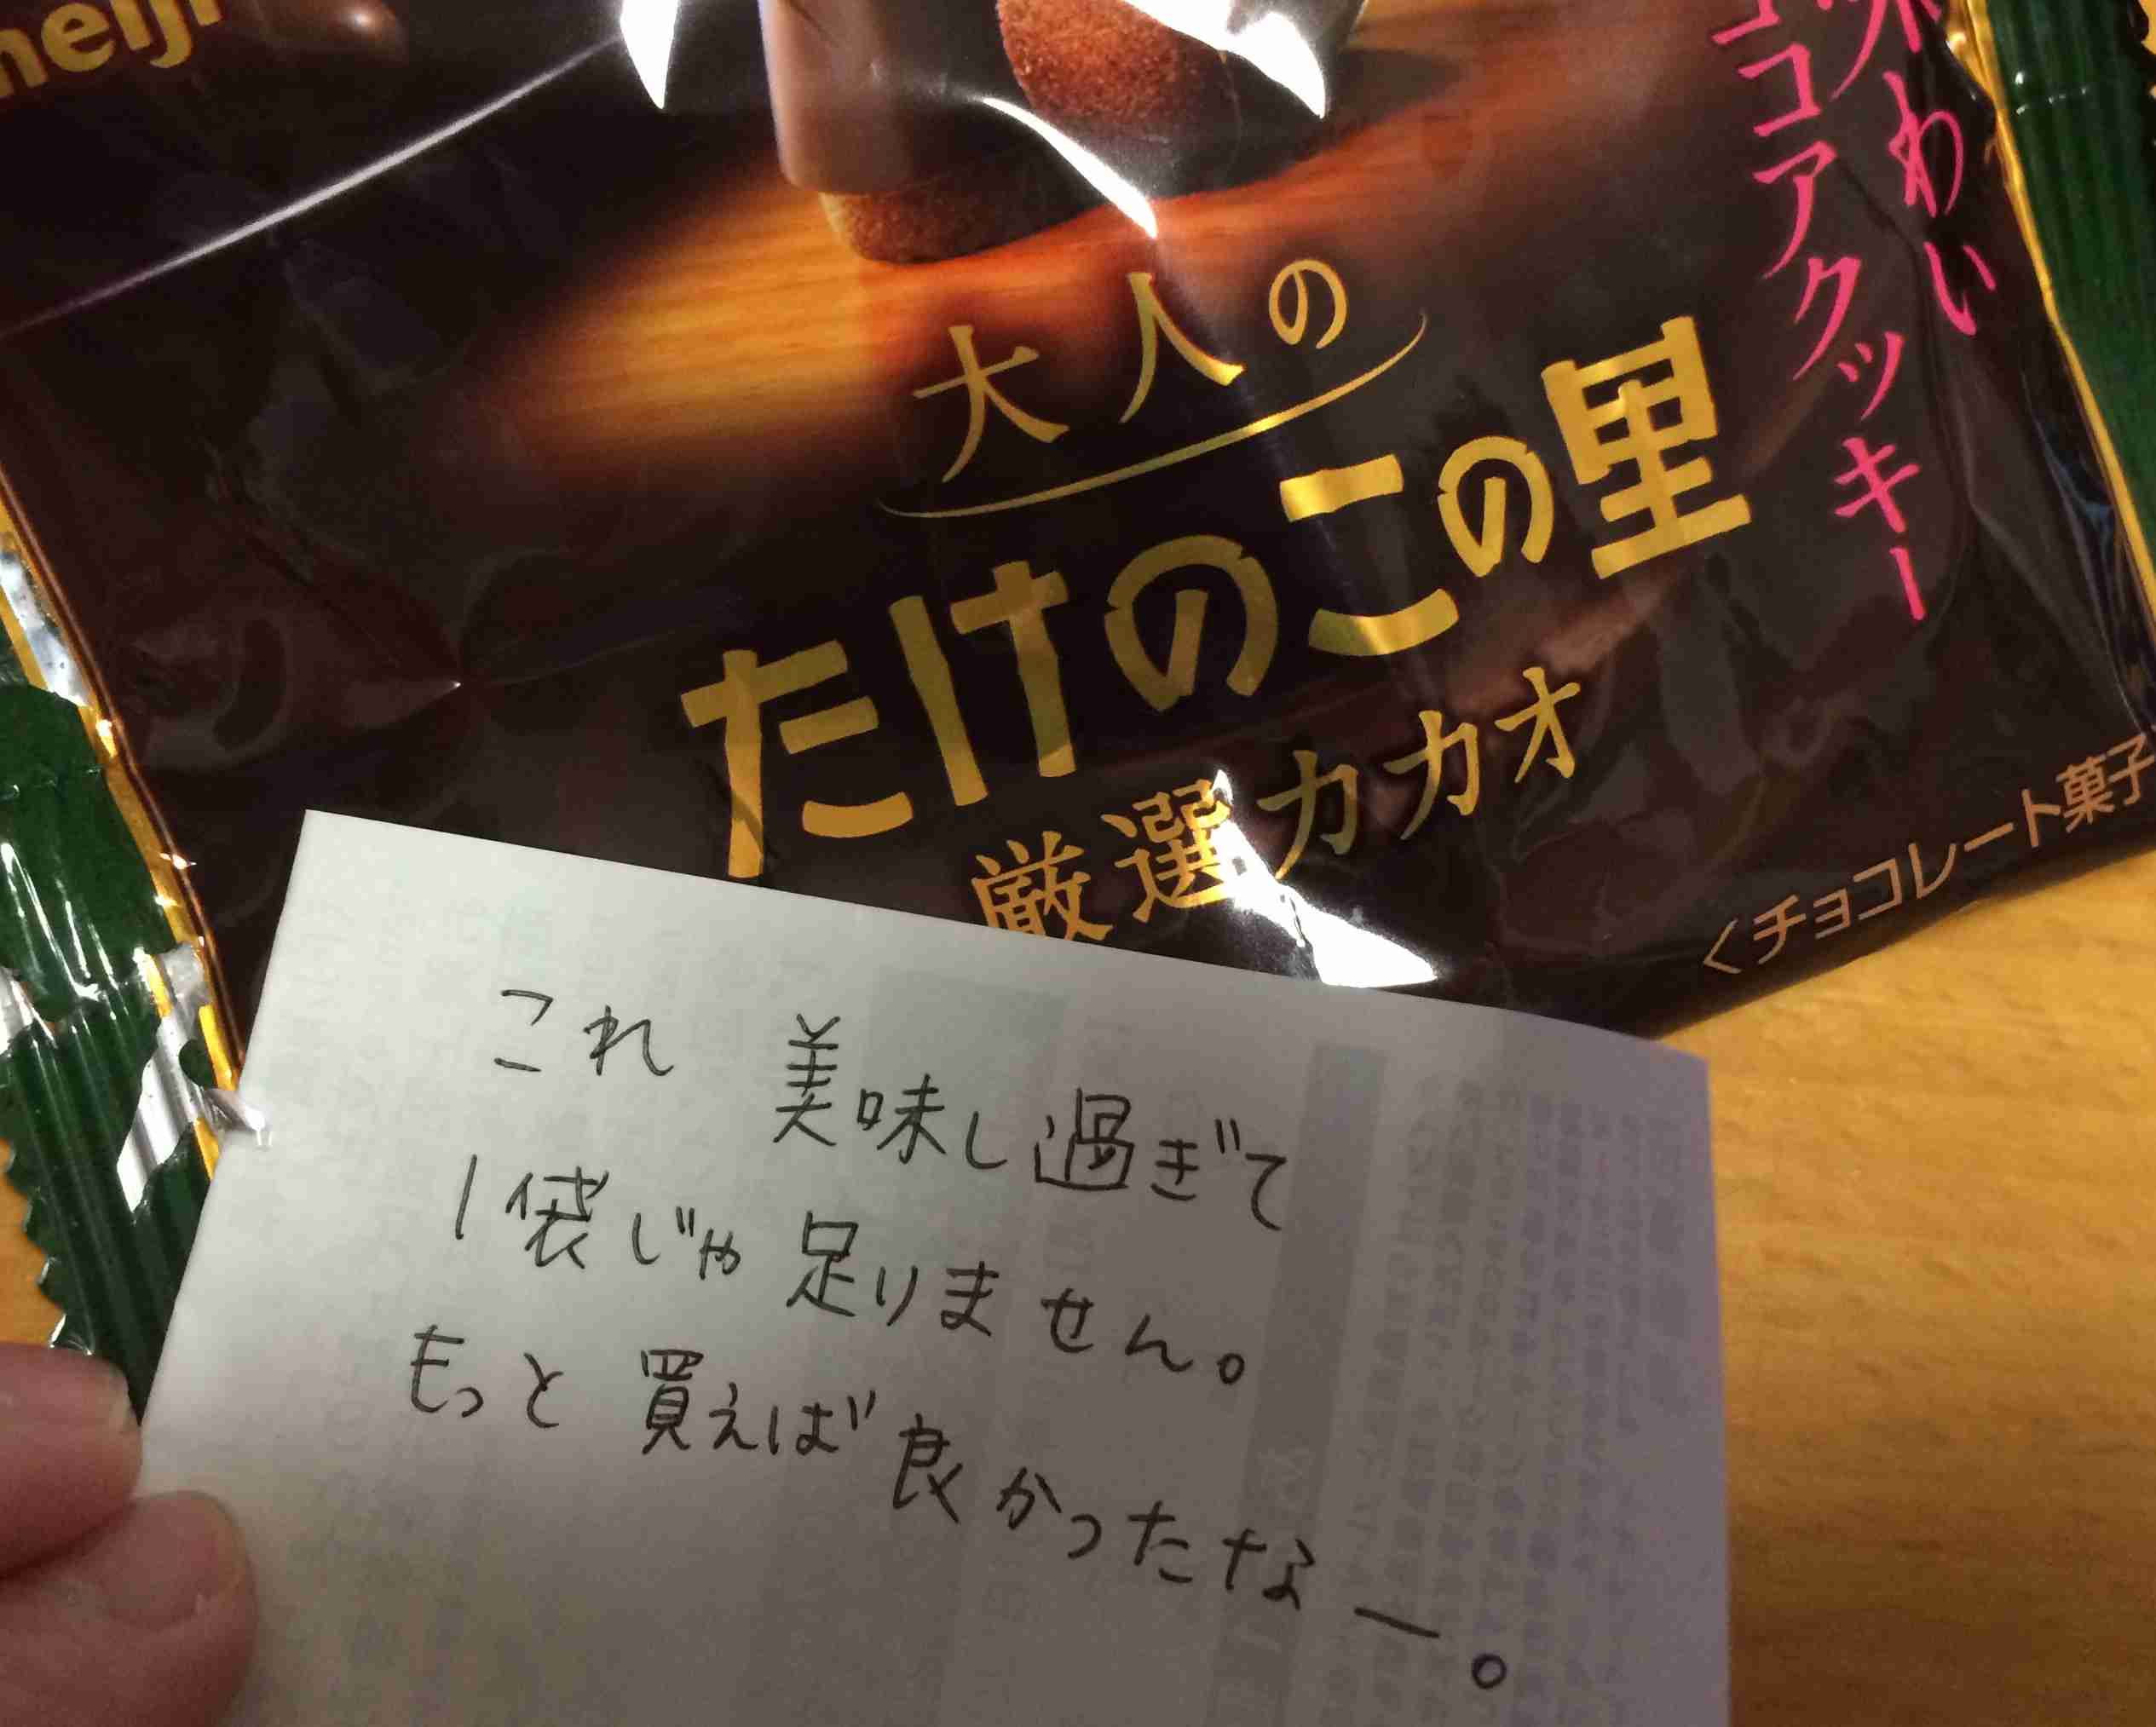 meiji
味わい
ココアクッキー
大人の
たけのこの里
厳選カカオ
<チョコレート菓子
これ 美味し過ぎて
1袋じゃ足りません。
もっと買えば良かったなー。